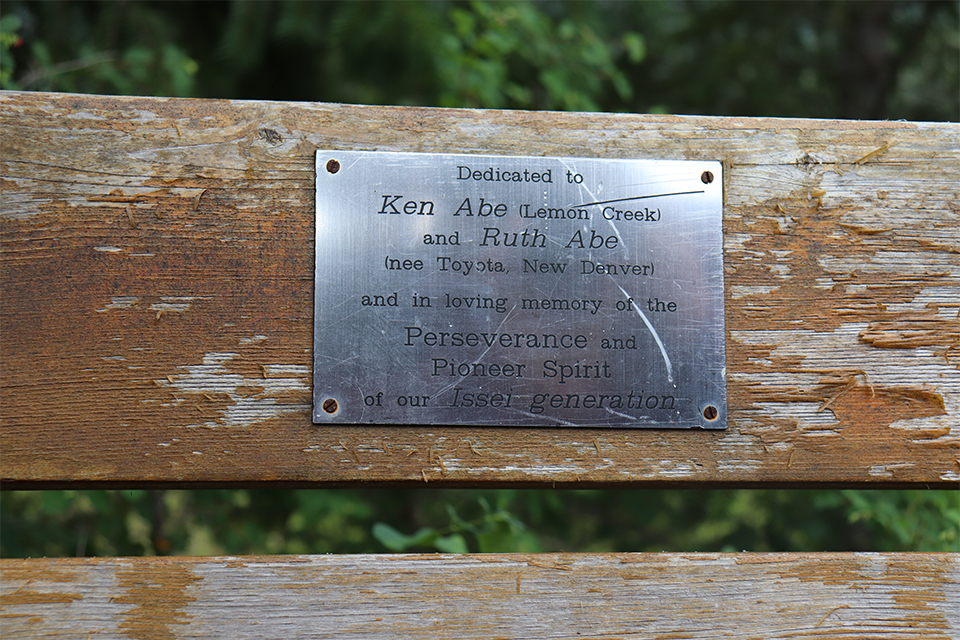 Dedicated to
Ken Abe (Lemon Creek)
and Ruth Abe
(nee Toyota, New Denver)
and in loving memory of the
Perseverance and
Pioneer Spirit
of our Issei generation